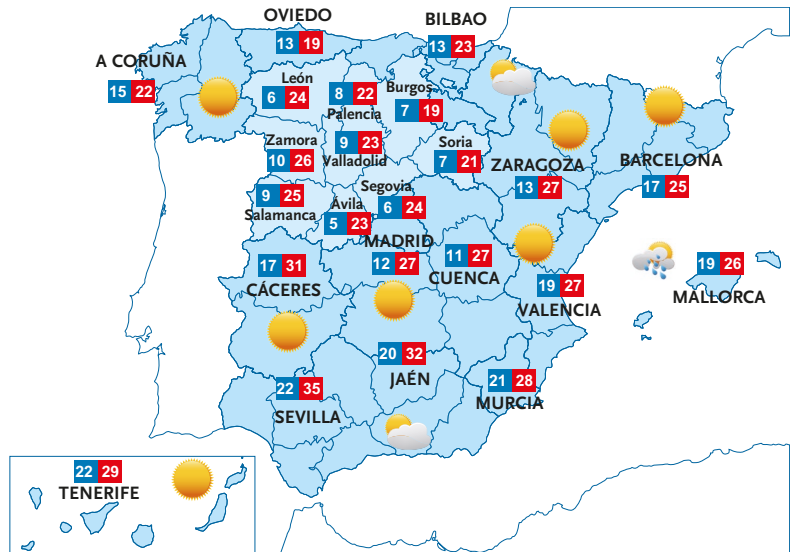 OVIEDO
13 19
BILBAO
13 23
A CORUÑA
15 22
León
6 24
8 22
Palencia
Burgos
7 19
Zamora
10 26
9 23
Valladolid
Soria
7 21
ZARAGOZA
13 27
BARCELONA
17 25
9 25
Salamanca
Ávila
5 23
Segovia
6 24
MADRID
12 27
11 27
CUENCA
17 31
CÁCERES
19 27
VALENCIA
19 26
MALLORCA
20 32
JAÉN
21 28
MURCIA
22 35
SEVILLA
22 29
TENERIFE